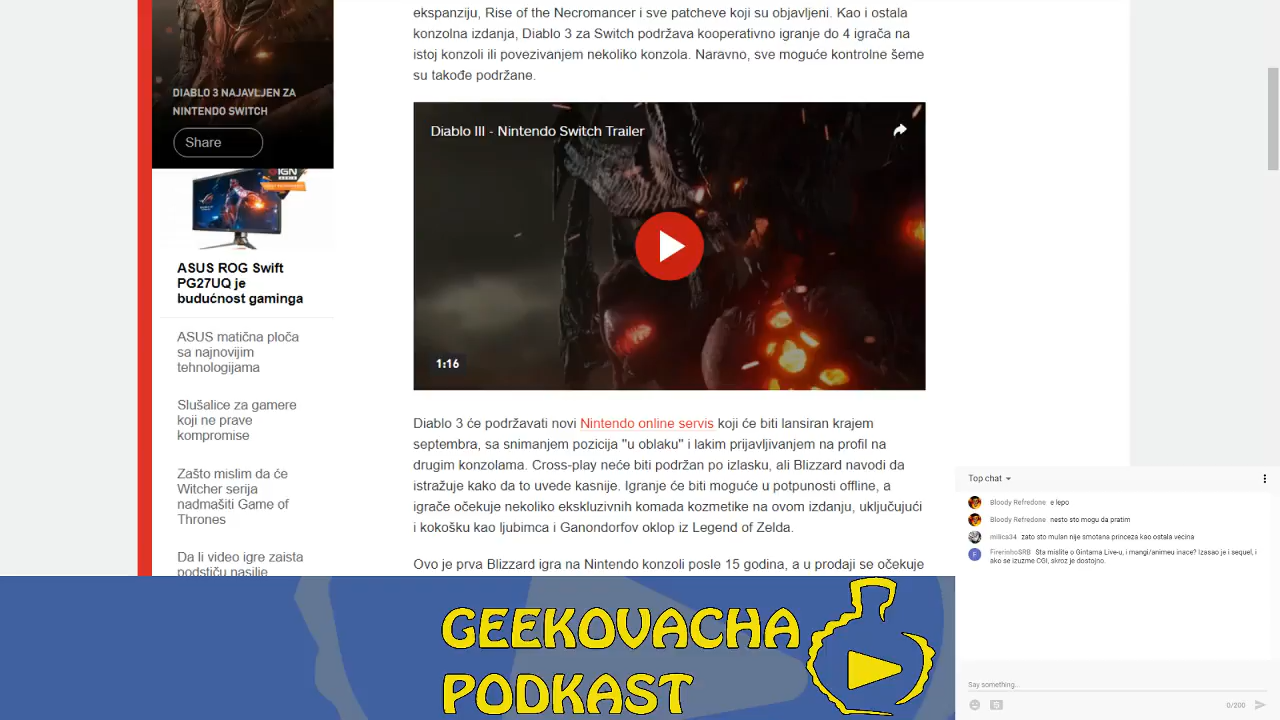 ekspanziju, Rise of the Necromancer i sve patcheve koji su objavljeni. Kao i ostala
konzolna izdanja, Diablo 3 za Switch podržava kooperativno igranje do 4 igrača na
istoj konzoli ili povezivanjem nekoliko konzola. Naravno, sve moguće kontrolne šeme
su takođe podržane.
DIABLO 3 NAJAVLJEN ZA
NINTENDO SWITCH
Share
Diablo III - Nintendo Switch Trailer
1:16
IGN
ASUS ROG Swift
PG27UQ je
budućnost gaminga
ASUS matična ploča
sa najnovijim
tehnologijama
Slušalice za gamere
koji ne prave
kompromise
Zašto mislim da će
Witcher serija
nadmašiti Game of
Thrones
Da li video igre zaista
podstiču nasilje
Diablo 3 će podržavati novi Nintendo online servis koji će biti lansiran krajem
septembra, sa snimanjem pozicija "u oblaku" i lakim prijavljivanjem na profil na
drugim konzolama. Cross-play neće biti podržan po izlasku, ali Blizzard navodi da
istražuje kako da to uvede kasnije. Igranje će biti moguće u potpunosti offline, a
igrače očekuje nekoliko ekskluzivnih komada kozmetike na ovom izdanju, uključujući
i kokošku kao ljubimca i Ganondorfov oklop iz Legend of Zelda.
Ovo je prva Blizzard igra na Nintendo konzoli posle 15 godina, a u prodaji se očekuje
Top chat
Bloody Refredone e lepo
Bloody Refredone nesto sto mogu da pratim
milica34 zato sto mulan nije smotana princeza kao ostala vecina
F FirerinhoSRB Šta mislite o Gintama Live-u, i mangi/animeu inace? Izasao je i sequel, i
ako se izuzme CGI, skroz je dostojno.
Say something...
0/200
GEEKOVACHA
PODKAST